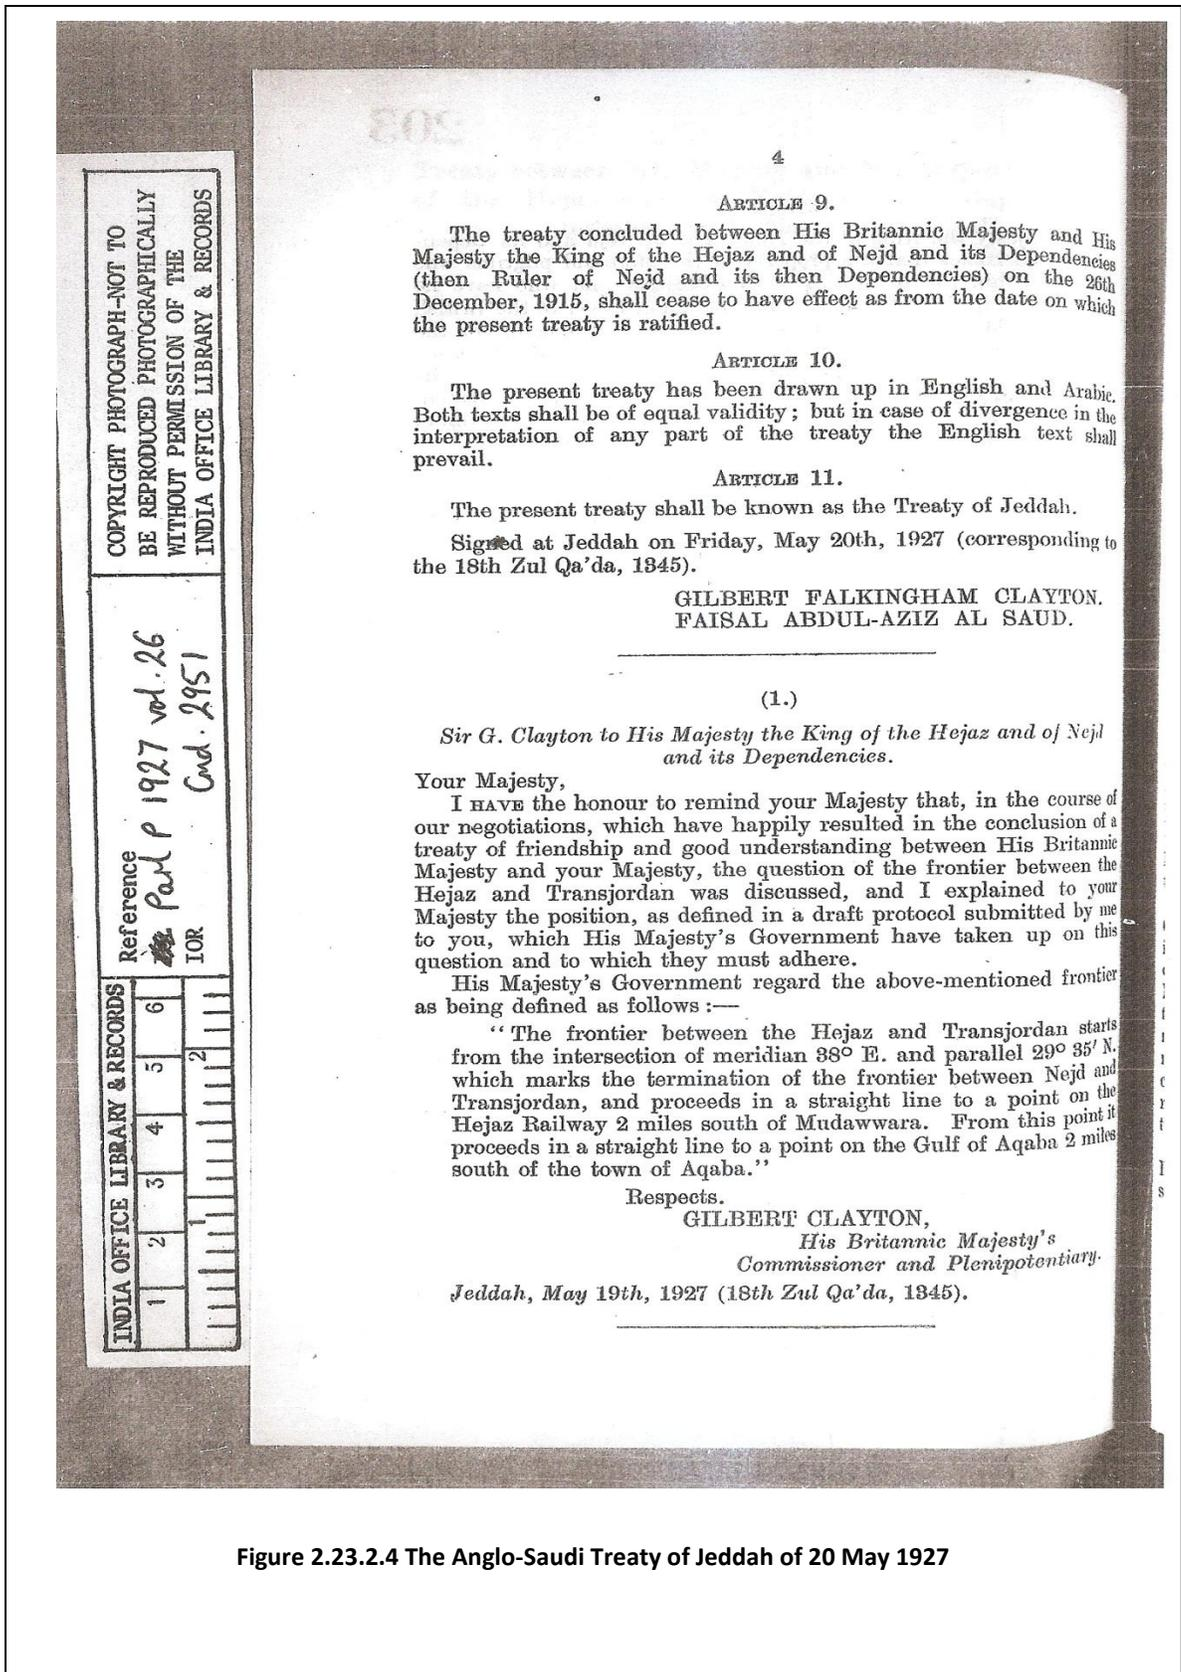 COPYRIGHT PHOTOGRAPH-NOT TO
BE REPRODUCED PHOTOGRAPHICALLY
WITHOUT PERMISSION OF THE
INDIA OFFICE LIBRARY & RECORDS
Reference
Parl P 1927 vol. 26
IOR Cmd. 2951
INDIA OFFICE LIBRARY & RECORDS
1 2 3 4 5 6
1 2
203
4
ARTICLE 9.
The treaty concluded between His Britannic Majesty and His
Majesty the King of the Hejaz and of Nejd and its Dependencies
(then Ruler of Nejd and its then Dependencies) on the 26th
December, 1915, shall cease to have effect as from the date on which
the present treaty is ratified.
ARTICLE 10.
The present treaty has been drawn up in English and Arabic.
Both texts shall be of equal validity; but in case of divergence in the
interpretation of any part of the treaty the English text shall
prevail.
ARTICLE 11.
The present treaty shall be known as the Treaty of Jeddah.
Signed at Jeddah on Friday, May 20th, 1927 (corresponding to
the 18th Zul Qa'da, 1345).
GILBERT FALKINGHAM CLAYTON.
FAISAL ABDUL-AZIZ AL SAUD.
(1.)
Sir G. Clayton to His Majesty the King of the Hejaz and of Nejd
and its Dependencies.
Your Majesty,
I HAVE the honour to remind your Majesty that, in the course of
our negotiations, which have happily resulted in the conclusion of a
treaty of friendship and good understanding between His Britannic
Majesty and your Majesty, the question of the frontier between the
Hejaz and Transjordan was discussed, and I explained to your
Majesty the position, as defined in a draft protocol submitted by me
to you, which His Majesty's Government have taken up on this
question and to which they must adhere.
His Majesty's Government regard the above-mentioned frontier
as being defined as follows :—
"The frontier between the Hejaz and Transjordan starts
from the intersection of meridian 38° E. and parallel 29° 35' N.
which marks the termination of the frontier between Nejd and
Transjordan, and proceeds in a straight line to a point on the
Hejaz Railway 2 miles south of Mudawwara. From this point it
proceeds in a straight line to a point on the Gulf of Aqaba 2 miles
south of the town of Aqaba."
Respects.
GILBERT CLAYTON,
His Britannic Majesty's
Commissioner and Plenipotentiary.
Jeddah, May 19th, 1927 (18th Zul Qa'da, 1345).
Figure 2.23.2.4 The Anglo-Saudi Treaty of Jeddah of 20 May 1927